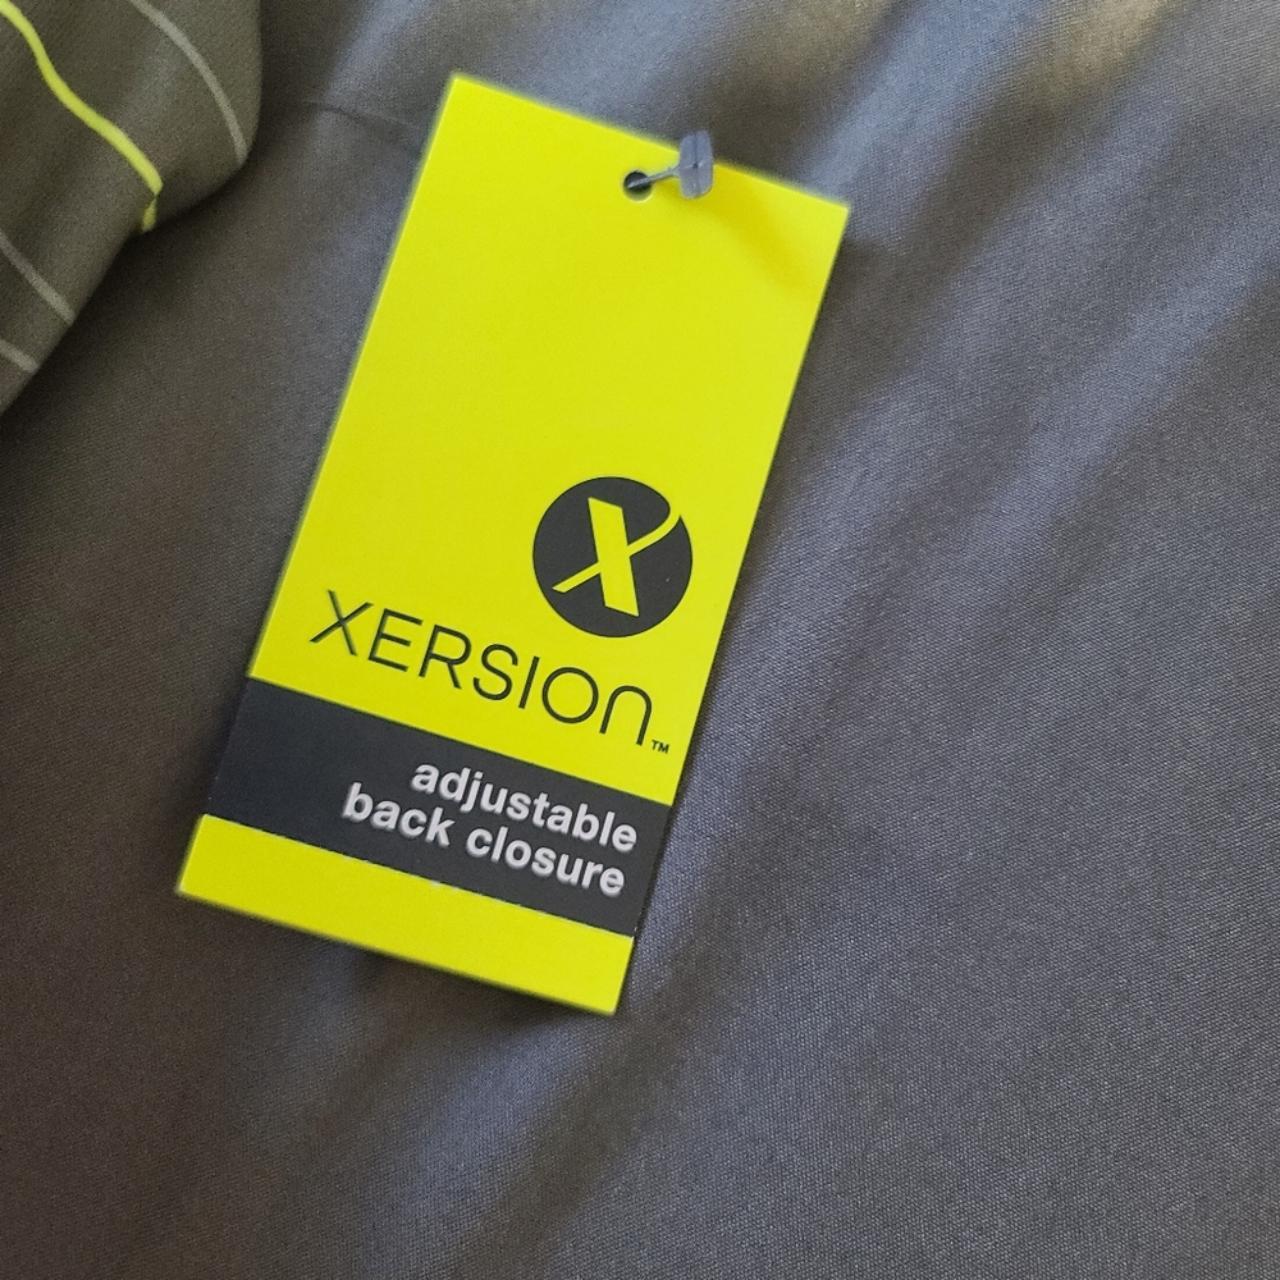 X
XERSION™
adjustable
back closure